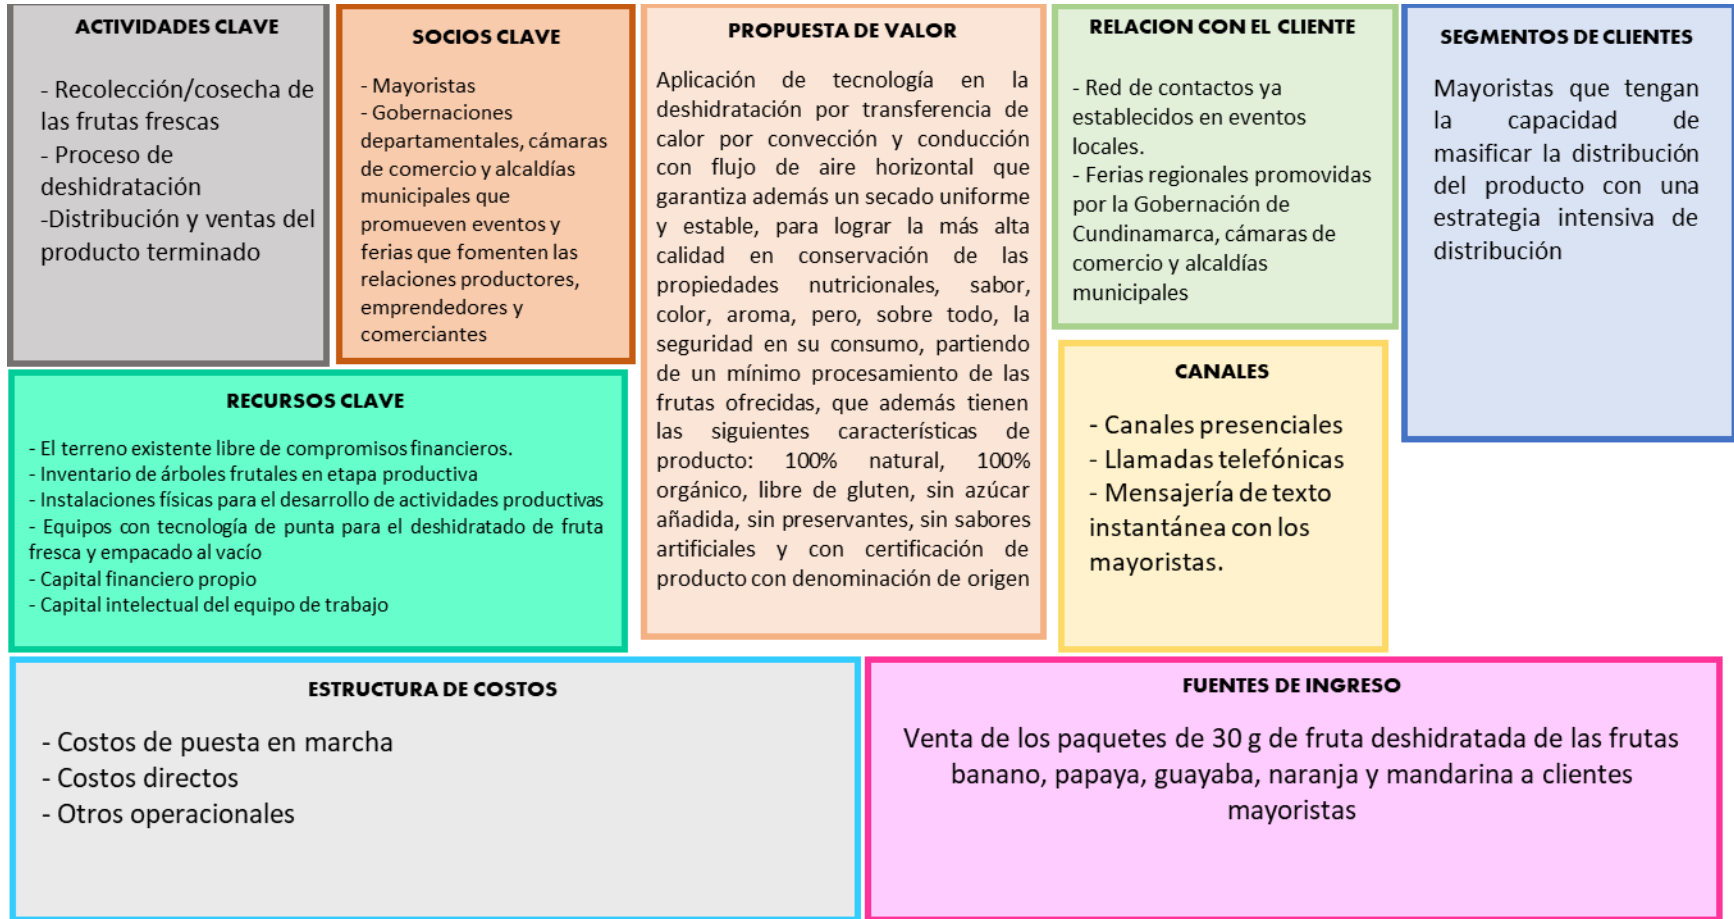 ACTIVIDADES CLAVE
- Recolección/cosecha de
las frutas frescas
- Proceso de
deshidratación
-Distribución y ventas del
producto terminado
SOCIOS CLAVE
- Mayoristas
- Gobernaciones
departamentales, cámaras
de comercio y alcaldías
municipales que
promueven eventos y
ferias que fomenten las
relaciones productores,
emprendedores y
comerciantes
PROPUESTA DE VALOR
Aplicación de tecnología en la
deshidratación por transferencia de
calor por convección y conducción
con flujo de aire horizontal que
garantiza además un secado uniforme
y estable, para lograr la más alta
calidad en conservación de las
propiedades nutricionales, sabor,
color, aroma, pero, sobre todo, la
seguridad en su consumo, partiendo
de un mínimo procesamiento de las
frutas ofrecidas, que además tienen
las siguientes características de
producto: 100% natural, 100%
orgánico, libre de gluten, sin azúcar
añadida, sin preservantes, sin sabores
artificiales y con certificación de
producto con denominación de origen
RELACION CON EL CLIENTE
- Red de contactos ya
establecidos en eventos
locales.
- Ferias regionales promovidas
por la Gobernación de
Cundinamarca, cámaras de
comercio y alcaldías
municipales
SEGMENTOS DE CLIENTES
Mayoristas que tengan
la capacidad de
masificar la distribución
del producto con una
estrategia intensiva de
distribución
RECURSOS CLAVE
- El terreno existente libre de compromisos financieros.
- Inventario de árboles frutales en etapa productiva
- Instalaciones físicas para el desarrollo de actividades productivas
- Equipos con tecnología de punta para el deshidratado de fruta
fresca y empacado al vacío
- Capital financiero propio
- Capital intelectual del equipo de trabajo
CANALES
- Canales presenciales
- Llamadas telefónicas
- Mensajería de texto
instantánea con los
mayoristas.
ESTRUCTURA DE COSTOS
- Costos de puesta en marcha
- Costos directos
- Otros operacionales
FUENTES DE INGRESO
Venta de los paquetes de 30 g de fruta deshidratada de las frutas
banano, papaya, guayaba, naranja y mandarina a clientes
mayoristas